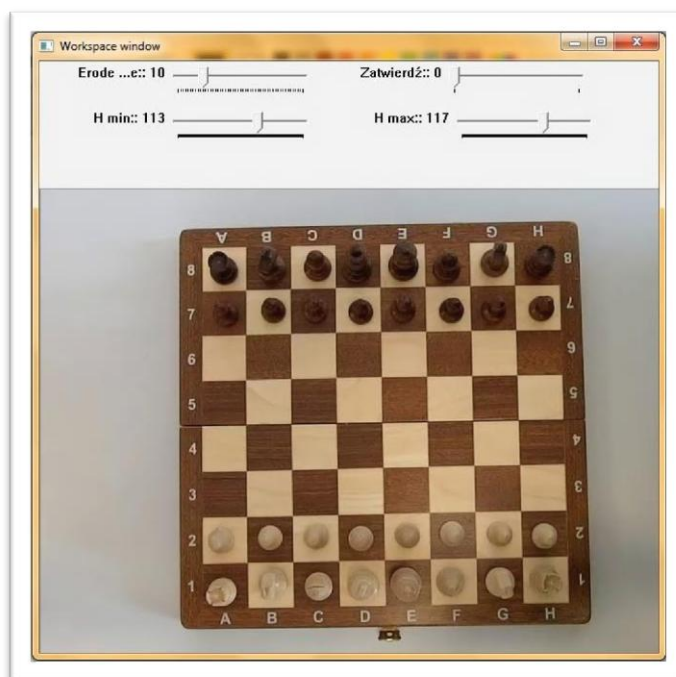 Workspace window
Erode ...e:: 10 Zatwierdź:: 0
H min:: 113 H max:: 117
A B C D E F G H
8 8
7 7
6 6
5 5
4 4
3 3
2 2
1 1
A B C D E F G H